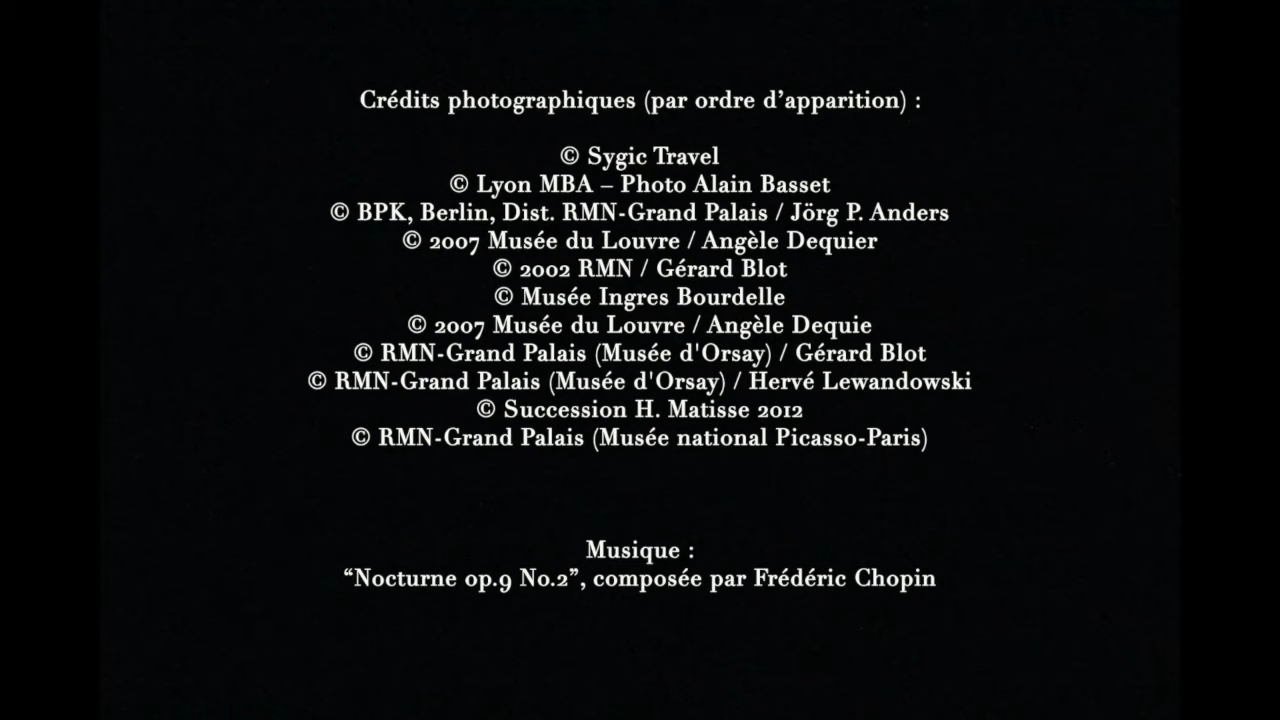 Crédits photographiques (par ordre d’apparition) :
© Sygic Travel
© Lyon MBA – Photo Alain Basset
© BPK, Berlin, Dist. RMN-Grand Palais / Jörg P. Anders
© 2007 Musée du Louvre / Angèle Dequier
© 2002 RMN / Gérard Blot
© Musée Ingres Bourdelle
© 2007 Musée du Louvre / Angèle Dequie
© RMN-Grand Palais (Musée d'Orsay) / Gérard Blot
© RMN-Grand Palais (Musée d'Orsay) / Hervé Lewandowski
© Succession H. Matisse 2012
© RMN-Grand Palais (Musée national Picasso-Paris)
Musique :
“Nocturne op.9 No.2”, composée par Frédéric Chopin